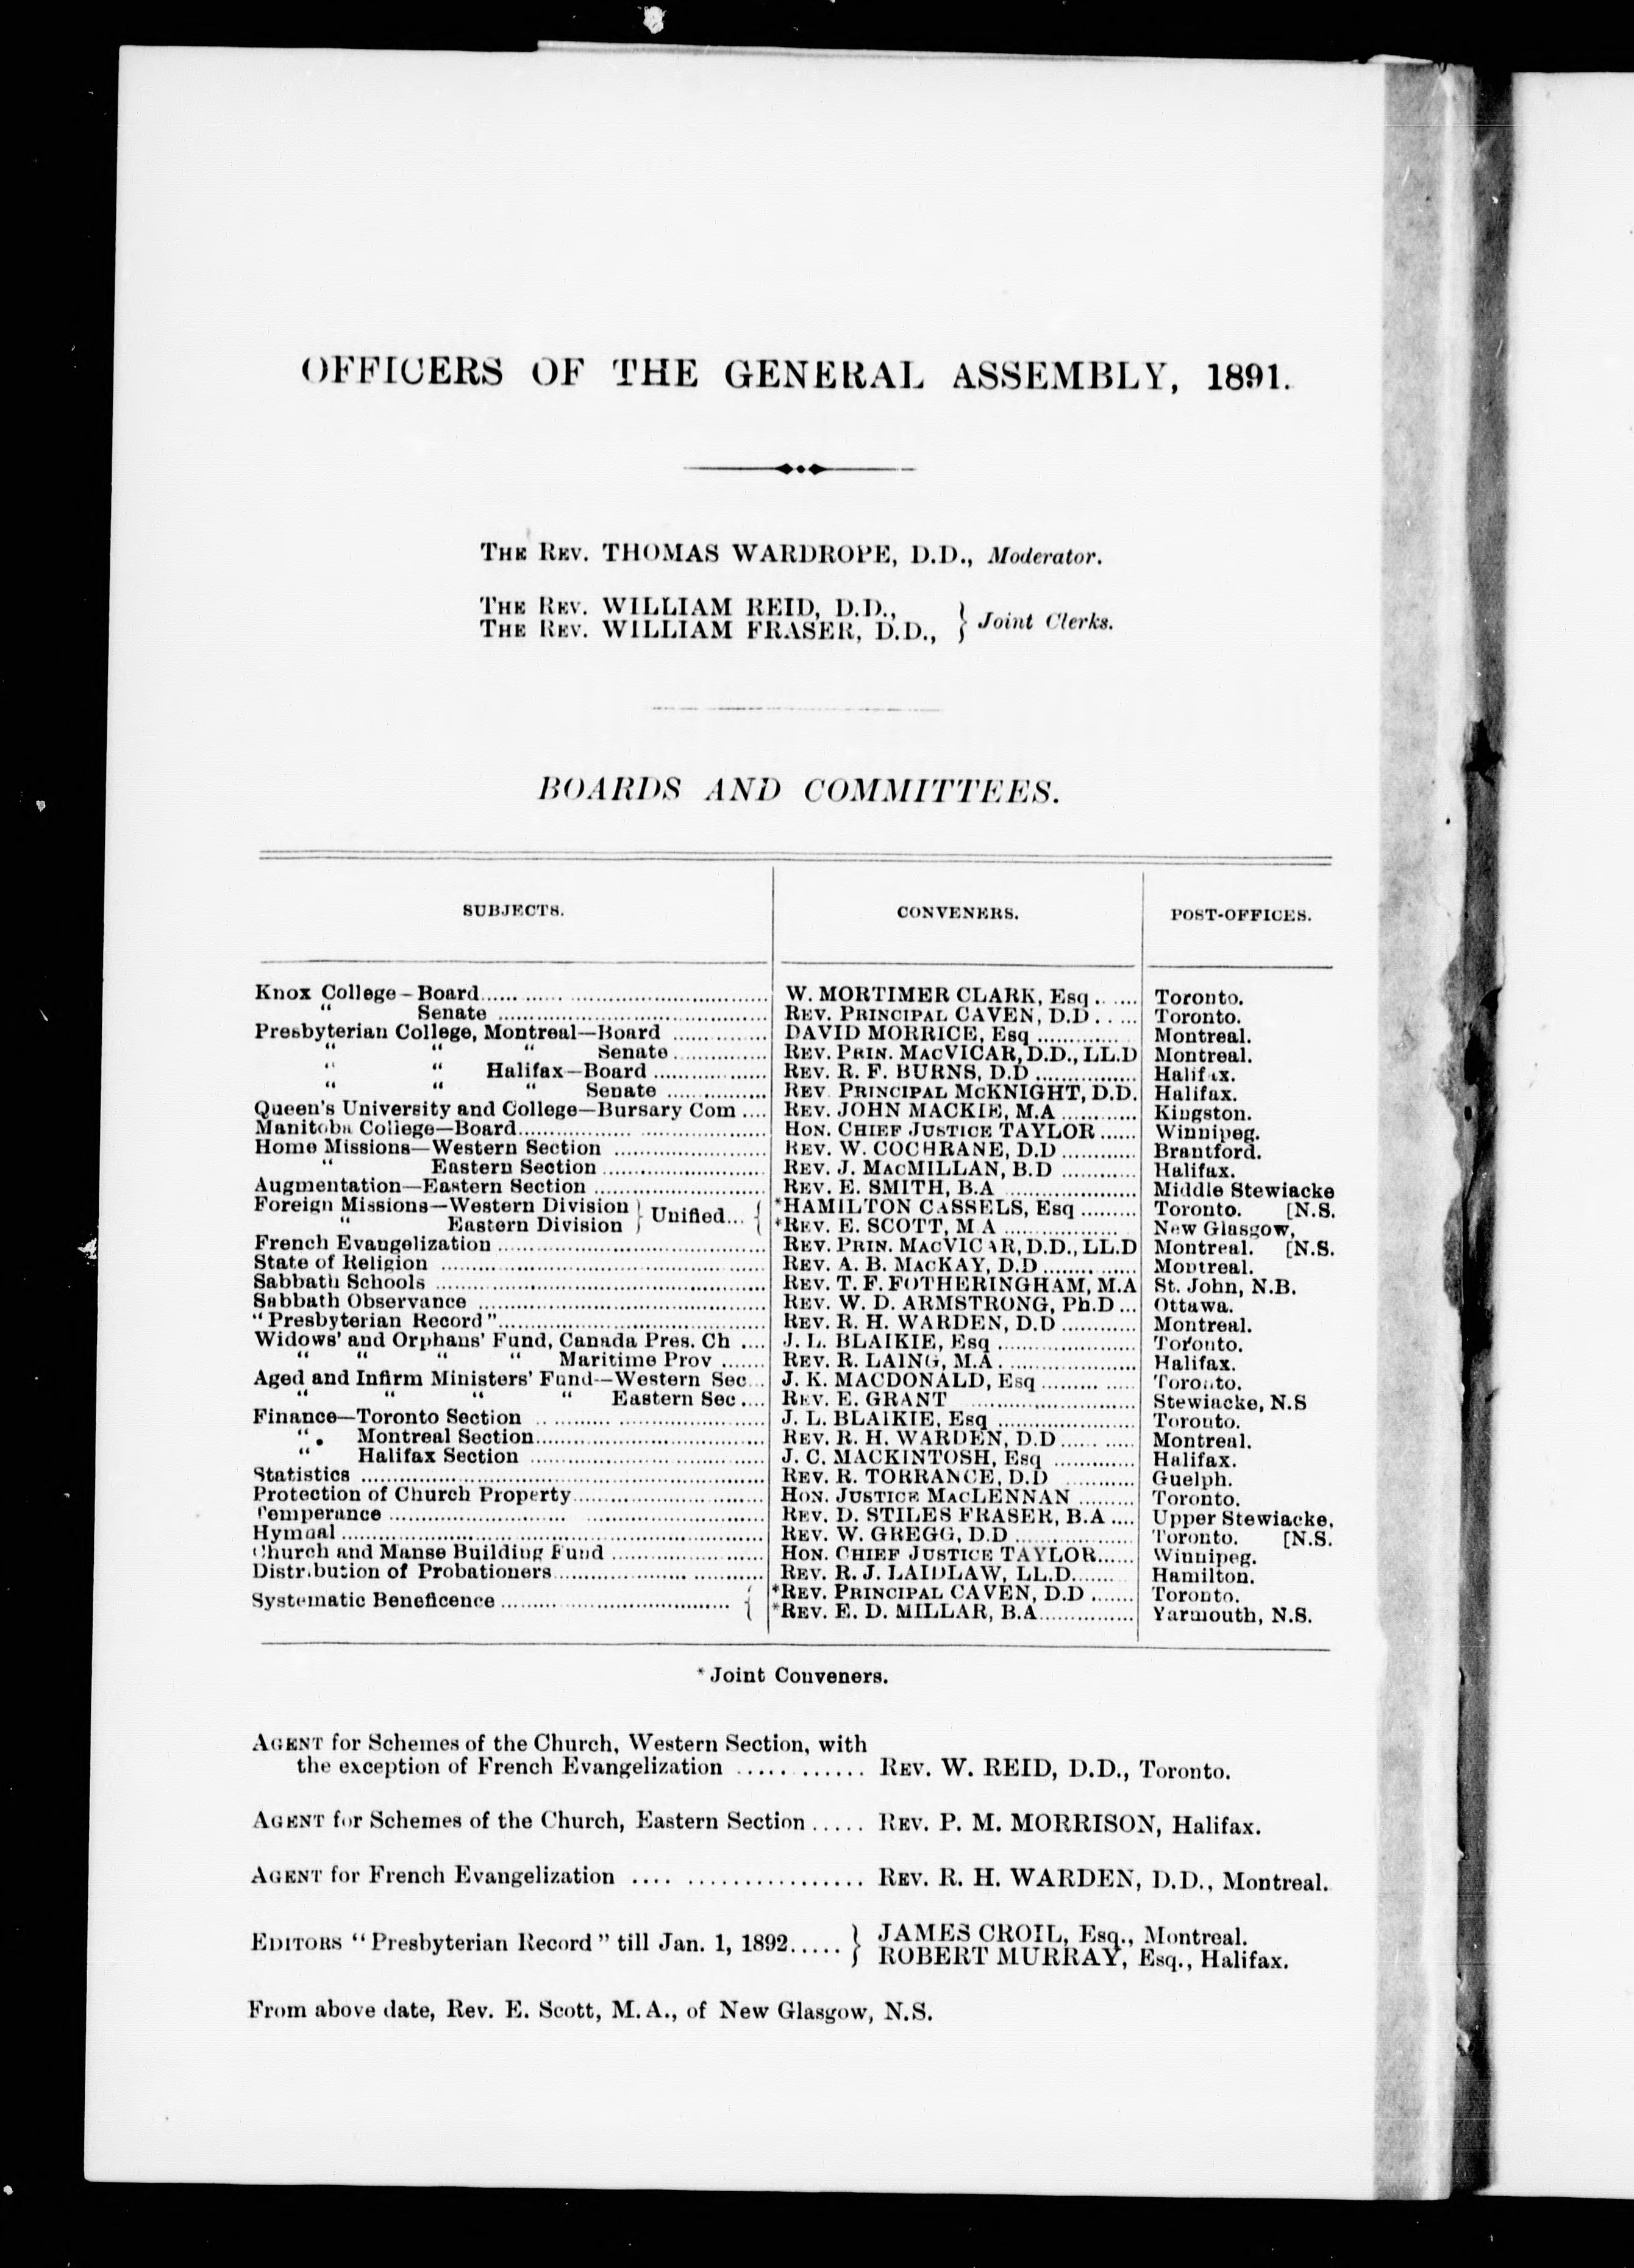 OFFICERS OF THE GENERAL ASSEMBLY, 1891.
THE REV. THOMAS WARDROPE, D.D., Moderator.
THE REV. WILLIAM REID, D.D.,
THE REV. WILLIAM FRASER, D.D., } Joint Clerks.
BOARDS AND COMMITTEES.
SUBJECTS. CONVENERS. POST-OFFICES.
Knox College—Board W. MORTIMER CLARK, Esq Toronto.
“ Senate REV. PRINCIPAL CAVEN, D.D Toronto.
Presbyterian College, Montreal—Board DAVID MORRICE, Esq Montreal.
“ “ “ Senate REV. PRIN. MACVICAR, D.D., LL.D Montreal.
“ “ Halifax—Board REV. R. F. BURNS, D.D Halifax.
“ “ “ Senate REV PRINCIPAL MCKNIGHT, D.D. Halifax.
Queen's University and College—Bursary Com REV. JOHN MACKIE, M.A Kingston.
Manitoba College—Board HON. CHIEF JUSTICE TAYLOR Winnipeg.
Home Missions—Western Section REV. W. COCHRANE, D.D Brantford.
“ Eastern Section REV. J. MACMILLAN, B.D Halifax.
Augmentation—Eastern Section REV. E. SMITH, B.A Middle Stewiacke
Foreign Missions—Western Division } Unified... { *HAMILTON CASSELS, Esq Toronto. [N.S.
“ Eastern Division *REV. E. SCOTT, M A New Glasgow,
French Evangelization REV. PRIN. MACVICAR, D.D., LL.D Montreal. [N.S.
State of Religion REV. A. B. MACKAY, D.D Montreal.
Sabbath Schools REV. T. F. FOTHERINGHAM, M.A St. John, N.B.
Sabbath Observance REV. W. D. ARMSTRONG, Ph.D Ottawa.
“Presbyterian Record” REV. R. H. WARDEN, D.D Montreal.
Widows' and Orphans' Fund, Canada Pres. Ch J. L. BLAIKIE, Esq Toronto.
“ “ “ “ Maritime Prov REV. R. LAING, M.A. Halifax.
Aged and Infirm Ministers' Fund—Western Sec J. K. MACDONALD, Esq Toronto.
“ “ “ “ Eastern Sec REV. E. GRANT Stewiacke, N.S
Finance—Toronto Section J. L. BLAIKIE, Esq Toronto.
“ Montreal Section REV. R. H. WARDEN, D.D Montreal.
“ Halifax Section J. C. MACKINTOSH, Esq Halifax.
Statistics REV. R. TORRANCE, D.D Guelph.
Protection of Church Property HON. JUSTICE MACLENNAN Toronto.
Temperance REV. D. STILES FRASER, B.A Upper Stewiacke,
Hymnal REV. W. GREGG, D.D Toronto. [N.S.
Church and Manse Building Fund HON. CHIEF JUSTICE TAYLOR Winnipeg.
Distribution of Probationers REV. R. J. LAIDLAW, LL.D Hamilton.
Systematic Beneficence { *REV. PRINCIPAL CAVEN, D.D Toronto.
*REV. E. D. MILLAR, B.A Yarmouth, N.S.
* Joint Conveners.
AGENT for Schemes of the Church, Western Section, with
the exception of French Evangelization REV. W. REID, D.D., Toronto.
AGENT for Schemes of the Church, Eastern Section REV. P. M. MORRISON, Halifax.
AGENT for French Evangelization REV. R. H. WARDEN, D.D., Montreal.
EDITORS “Presbyterian Record” till Jan. 1, 1892 } JAMES CROIL, Esq., Montreal.
ROBERT MURRAY, Esq., Halifax.
From above date, Rev. E. Scott, M.A., of New Glasgow, N.S.